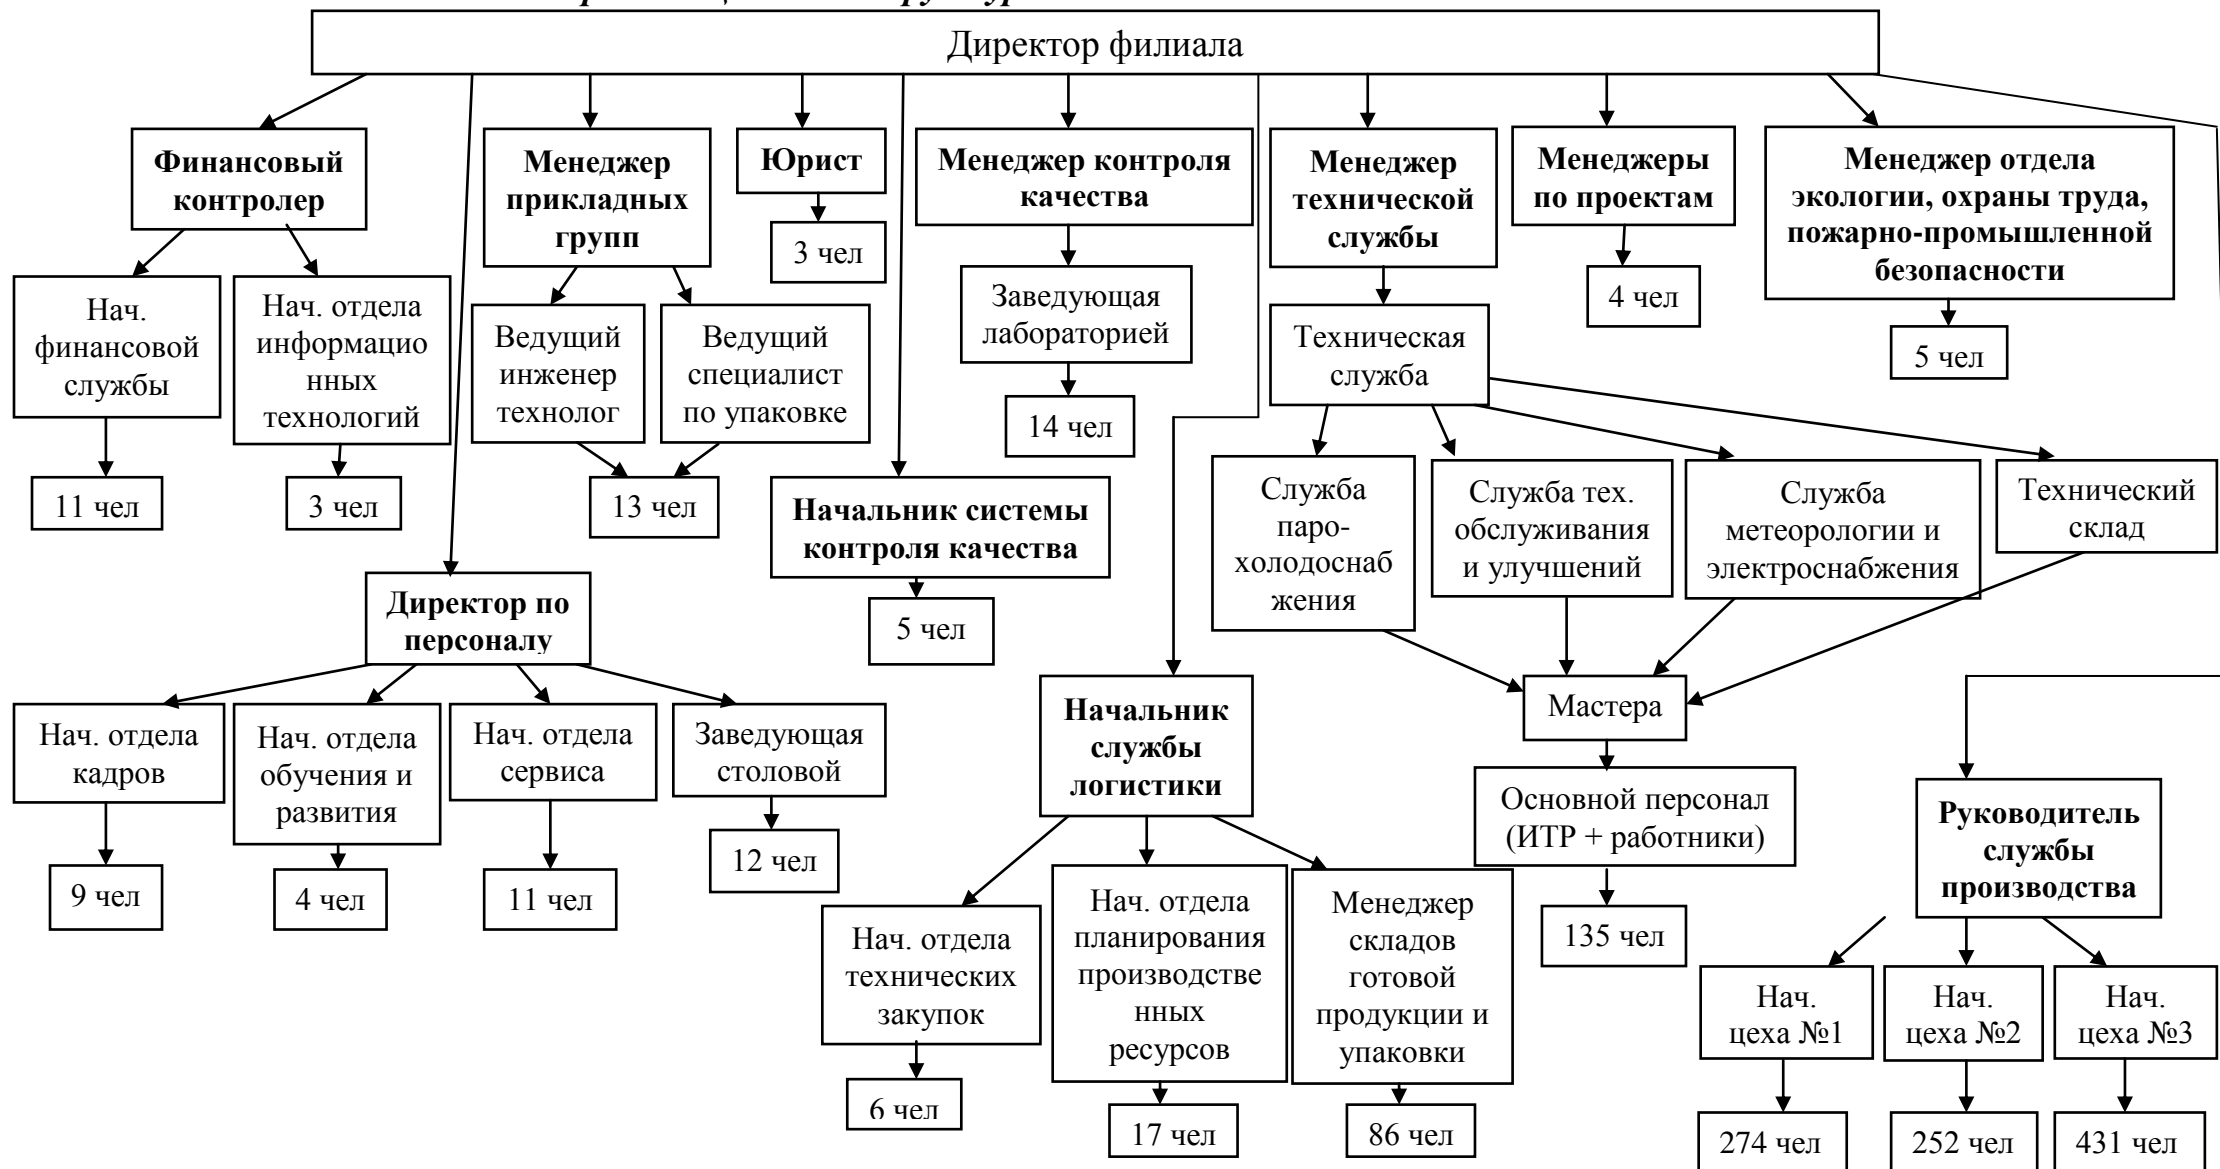 Директор филиала
Финансовый
контролер
Менеджер
прикладных
групп
Юрист
3 чел
Менеджер контроля
качества
Менеджер
технической
службы
Менеджеры
по проектам
4 чел
Менеджер отдела
экологии, охраны труда,
пожарно-промышленной
безопасности
5 чел
Нач.
финансовой
службы
11 чел
Нач. отдела
информацио
нных
технологий
3 чел
Ведущий
инженер
технолог
Ведущий
специалист
по упаковке
13 чел
Заведующая
лабораторией
14 чел
Техническая
служба
Начальник системы
контроля качества
5 чел
Служба
паро-
холодоснаб
жения
Служба тех.
обслуживания
и улучшений
Служба
метеорологии и
электроснабжения
Технический
склад
Директор по
персоналу
Нач. отдела
кадров
9 чел
Нач. отдела
обучения и
развития
4 чел
Нач. отдела
сервиса
11 чел
Заведующая
столовой
12 чел
Начальник
службы
логистики
Мастера
Основной персонал
(ИТР + работники)
135 чел
Руководитель
службы
производства
Нач. отдела
технических
закупок
6 чел
Нач. отдела
планирования
производстве
нных
ресурсов
17 чел
Менеджер
складов
готовой
продукции и
упаковки
86 чел
Нач.
цеха №1
274 чел
Нач.
цеха №2
252 чел
Нач.
цеха №3
431 чел